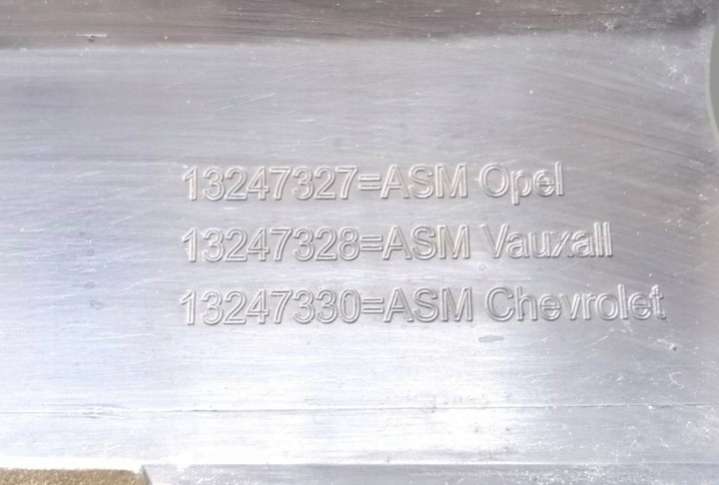 13247327=ASM Opel
13247328=ASM Vauxall
13247330=ASM Chevrolet